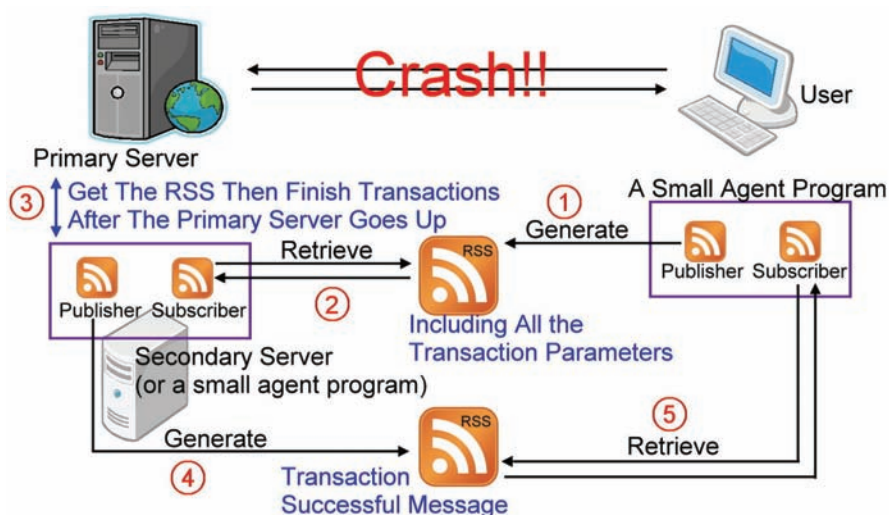 Crash!!
User
Primary Server
③ Get The RSS Then Finish Transactions
After The Primary Server Goes Up
A Small Agent Program
①
Generate
Retrieve
RSS
Publisher Subscriber
Publisher Subscriber
②
Including All the
Transaction Parameters
Secondary Server
(or a small agent program)
RSS
⑤
Generate
Retrieve
④
Transaction
Successful Message